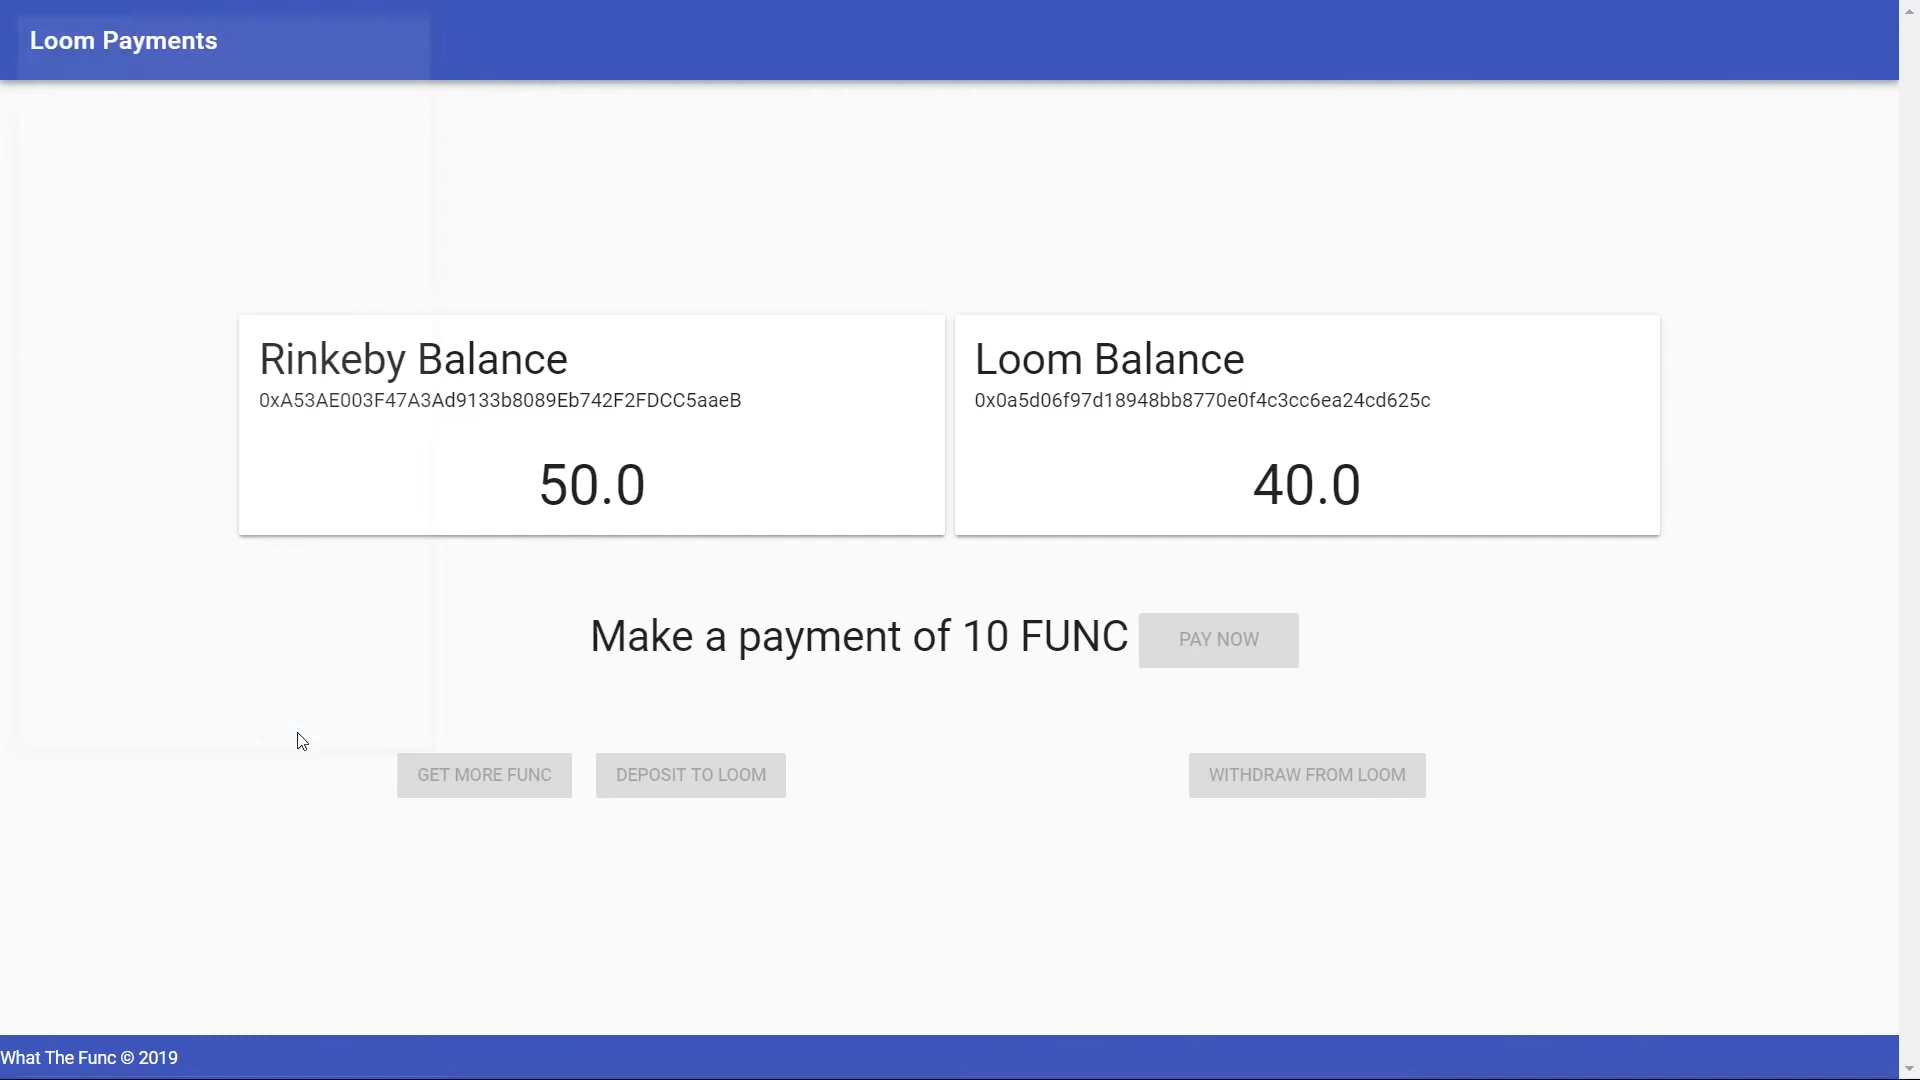 Loom Payments
Rinkeby Balance
0xA53AE003F47A3Ad9133b8089Eb742F2FDCC5aaeB
50.0
Loom Balance
0x0a5d06f97d18948bb8770e0f4c3cc6ea24cd625c
40.0
Make a payment of 10 FUNC PAY NOW
GET MORE FUNC DEPOSIT TO LOOM WITHDRAW FROM LOOM
What The Func © 2019